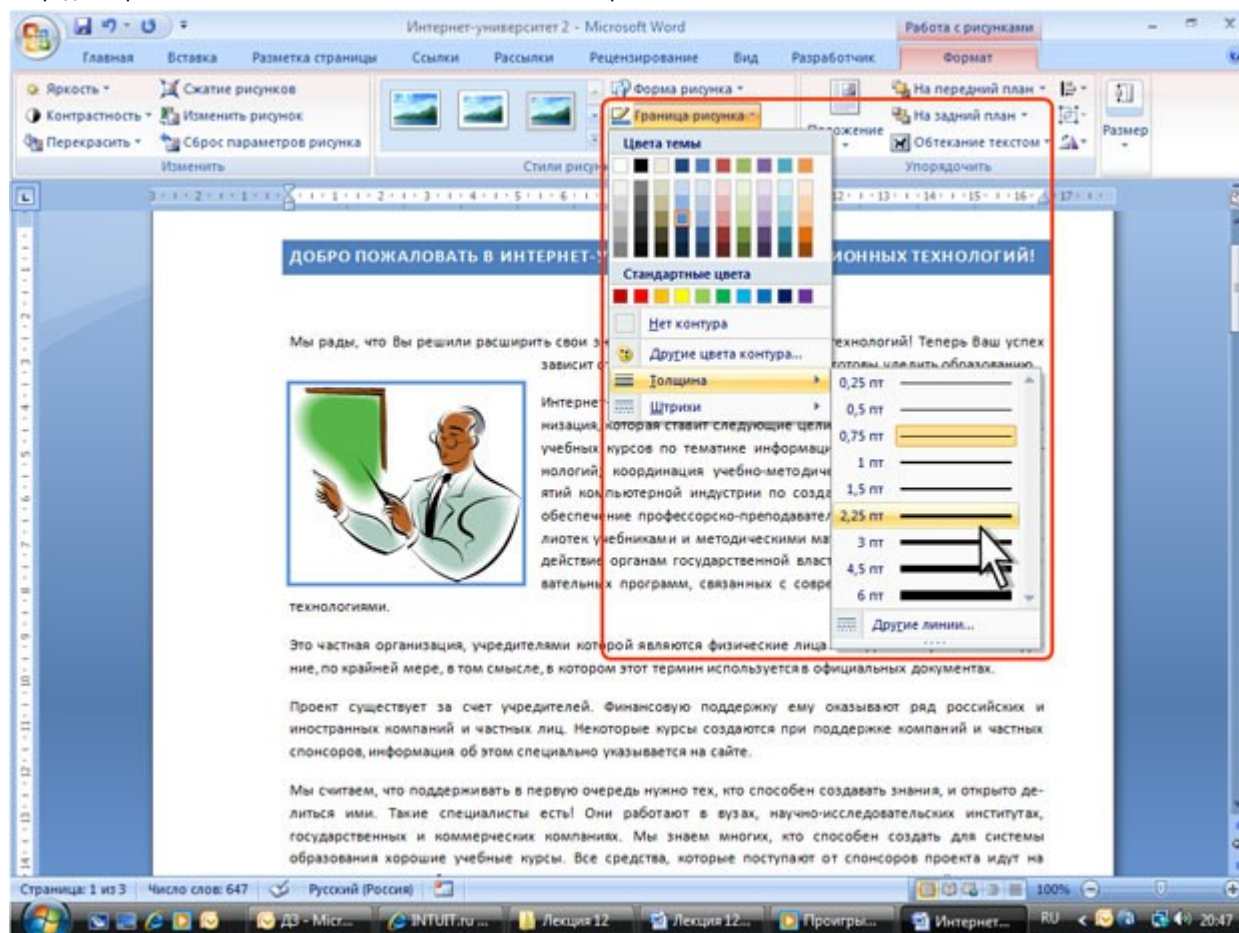 Интернет-университет 2 - Microsoft Word
Работа с рисунками
Главная Вставка Разметка страницы Ссылки Рассылки Рецензирование Вид Разработчик Формат
Яркость Сжатие рисунков Форма рисунка На передний план
Контрастность Изменить рисунок Граница рисунка На задний план
Перекрасить Сброс параметров рисунка Обтекание текстом Размер
Изменить Упорядочить
Цвета темы
Стандартные цвета
Нет контура
Другие цвета контура...
Толщина
Штрихи
0,25 пт
0,5 пт
0,75 пт
1 пт
1,5 пт
2,25 пт
3 пт
4,5 пт
6 пт
Другие линии...
ДОБРО ПОЖАЛОВАТЬ В ИНТЕРНЕТ- ИОННЫХ ТЕХНОЛОГИЙ!
Мы рады, что Вы решили расширить свои технологий! Теперь Ваш успех
зависит готовы уделить образованию
Интернет-
низация, которая ставит следующие цели
учебных курсов по тематике информаци
нологий, координация учебно-методиче
ятий компьютерной индустрии по созда
обеспечение профессорско-преподавател
лиотек учебниками и методическими ма
действие органам государственной власт
вательных программ, связанных с совре
технологиями.
Это частная организация, учредителями которой являются физические лица
ние, по крайней мере, в том смысле, в котором этот термин используется в официальных документах.
Проект существует за счет учредителей. Финансовую поддержку ему оказывают ряд российских и
иностранных компаний и частных лиц. Некоторые курсы создаются при поддержке компаний и частных
спонсоров, информация об этом специально указывается на сайте.
Мы считаем, что поддерживать в первую очередь нужно тех, кто способен создавать знания, и открыто де-
литься ими. Такие специалисты есть! Они работают в вузах, научно-исследовательских институтах,
государственных и коммерческих компаниях. Мы знаем многих, кто способен создать для системы
образования хорошие учебные курсы. Все средства, которые поступают от спонсоров проекта идут на
Страница: 1 из 3 Число слов: 647 Русский (Россия) 100%
ДЗ - Micr... INTUIT.ru ... Лекция 12 Лекция 12... Проигры... Интернет... RU 20:47